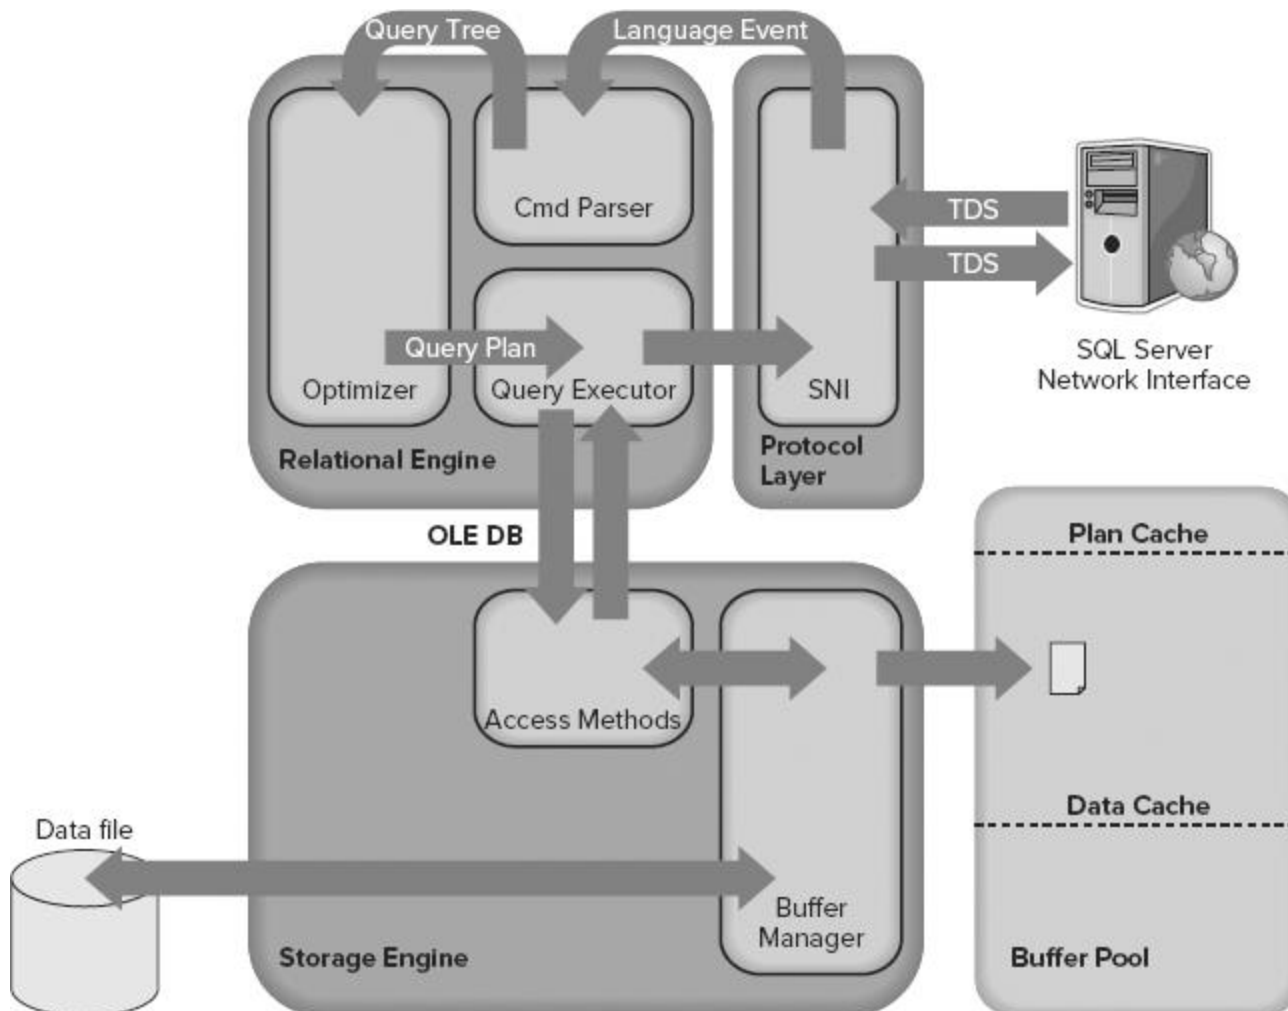 Query Tree
Language Event
Cmd Parser
TDS
TDS
Query Plan
Optimizer
Query Executor
SNI
SQL Server
Network Interface
Relational Engine
Protocol
Layer
OLE DB
Plan Cache
Access Methods
Data Cache
Data file
Buffer
Manager
Storage Engine
Buffer Pool